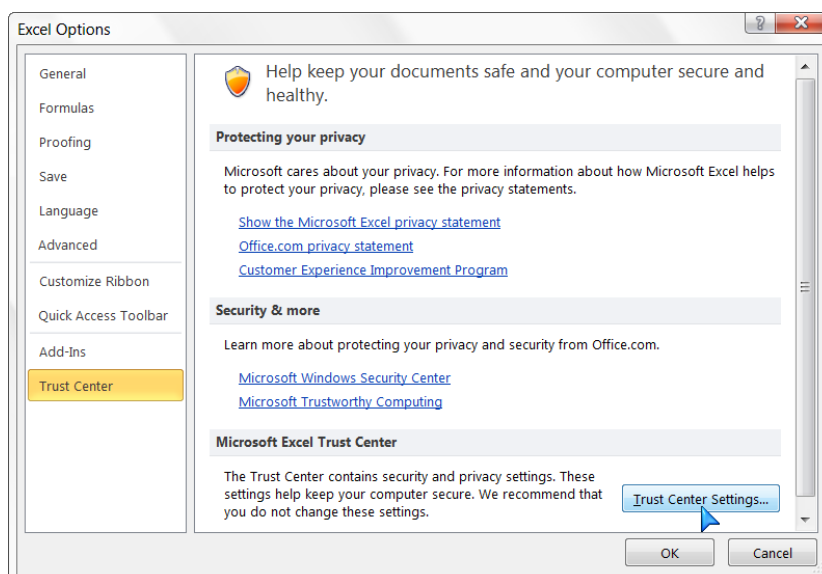 Excel Options
General
Formulas
Proofing
Save
Language
Advanced
Customize Ribbon
Quick Access Toolbar
Add-Ins
Trust Center
Help keep your documents safe and your computer secure and
healthy.
Protecting your privacy
Microsoft cares about your privacy. For more information about how Microsoft Excel helps
to protect your privacy, please see the privacy statements.
Show the Microsoft Excel privacy statement
Office.com privacy statement
Customer Experience Improvement Program
Security & more
Learn more about protecting your privacy and security from Office.com.
Microsoft Windows Security Center
Microsoft Trustworthy Computing
Microsoft Excel Trust Center
The Trust Center contains security and privacy settings. These
settings help keep your computer secure. We recommend that
you do not change these settings.
Trust Center Settings...
OK
Cancel